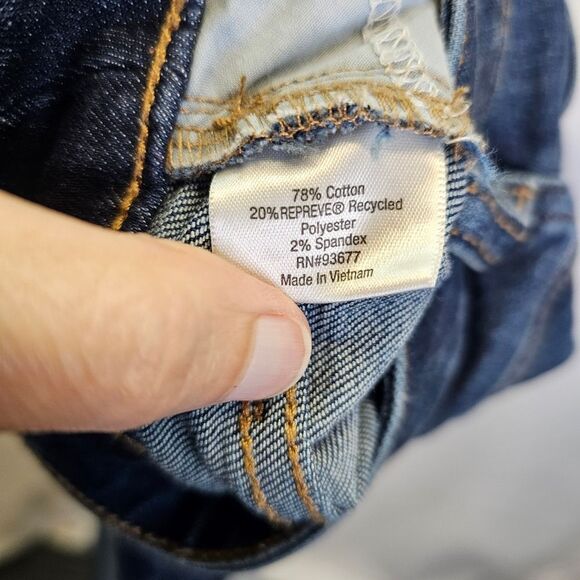 78% Cotton
20%REPREVE® Recycled
Polyester
2% Spandex
RN#93677
Made In Vietnam